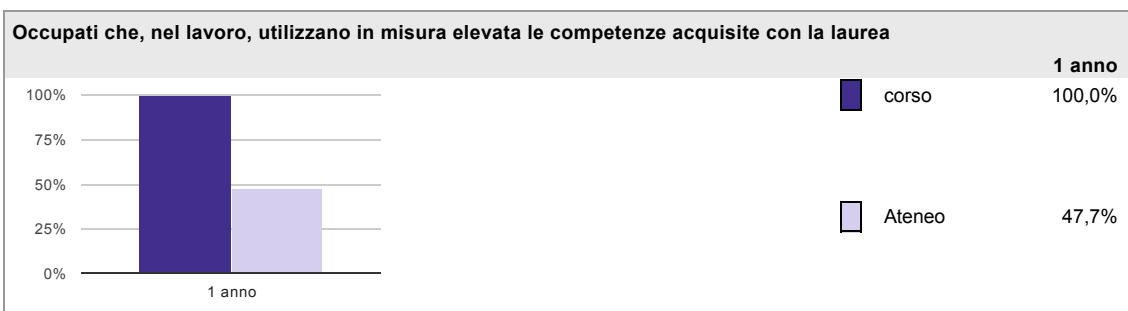 Occupati che, nel lavoro, utilizzano in misura elevata le competenze acquisite con la laurea
1 anno
100%
75%
50%
25%
0%
1 anno
corso 100,0%
Ateneo 47,7%